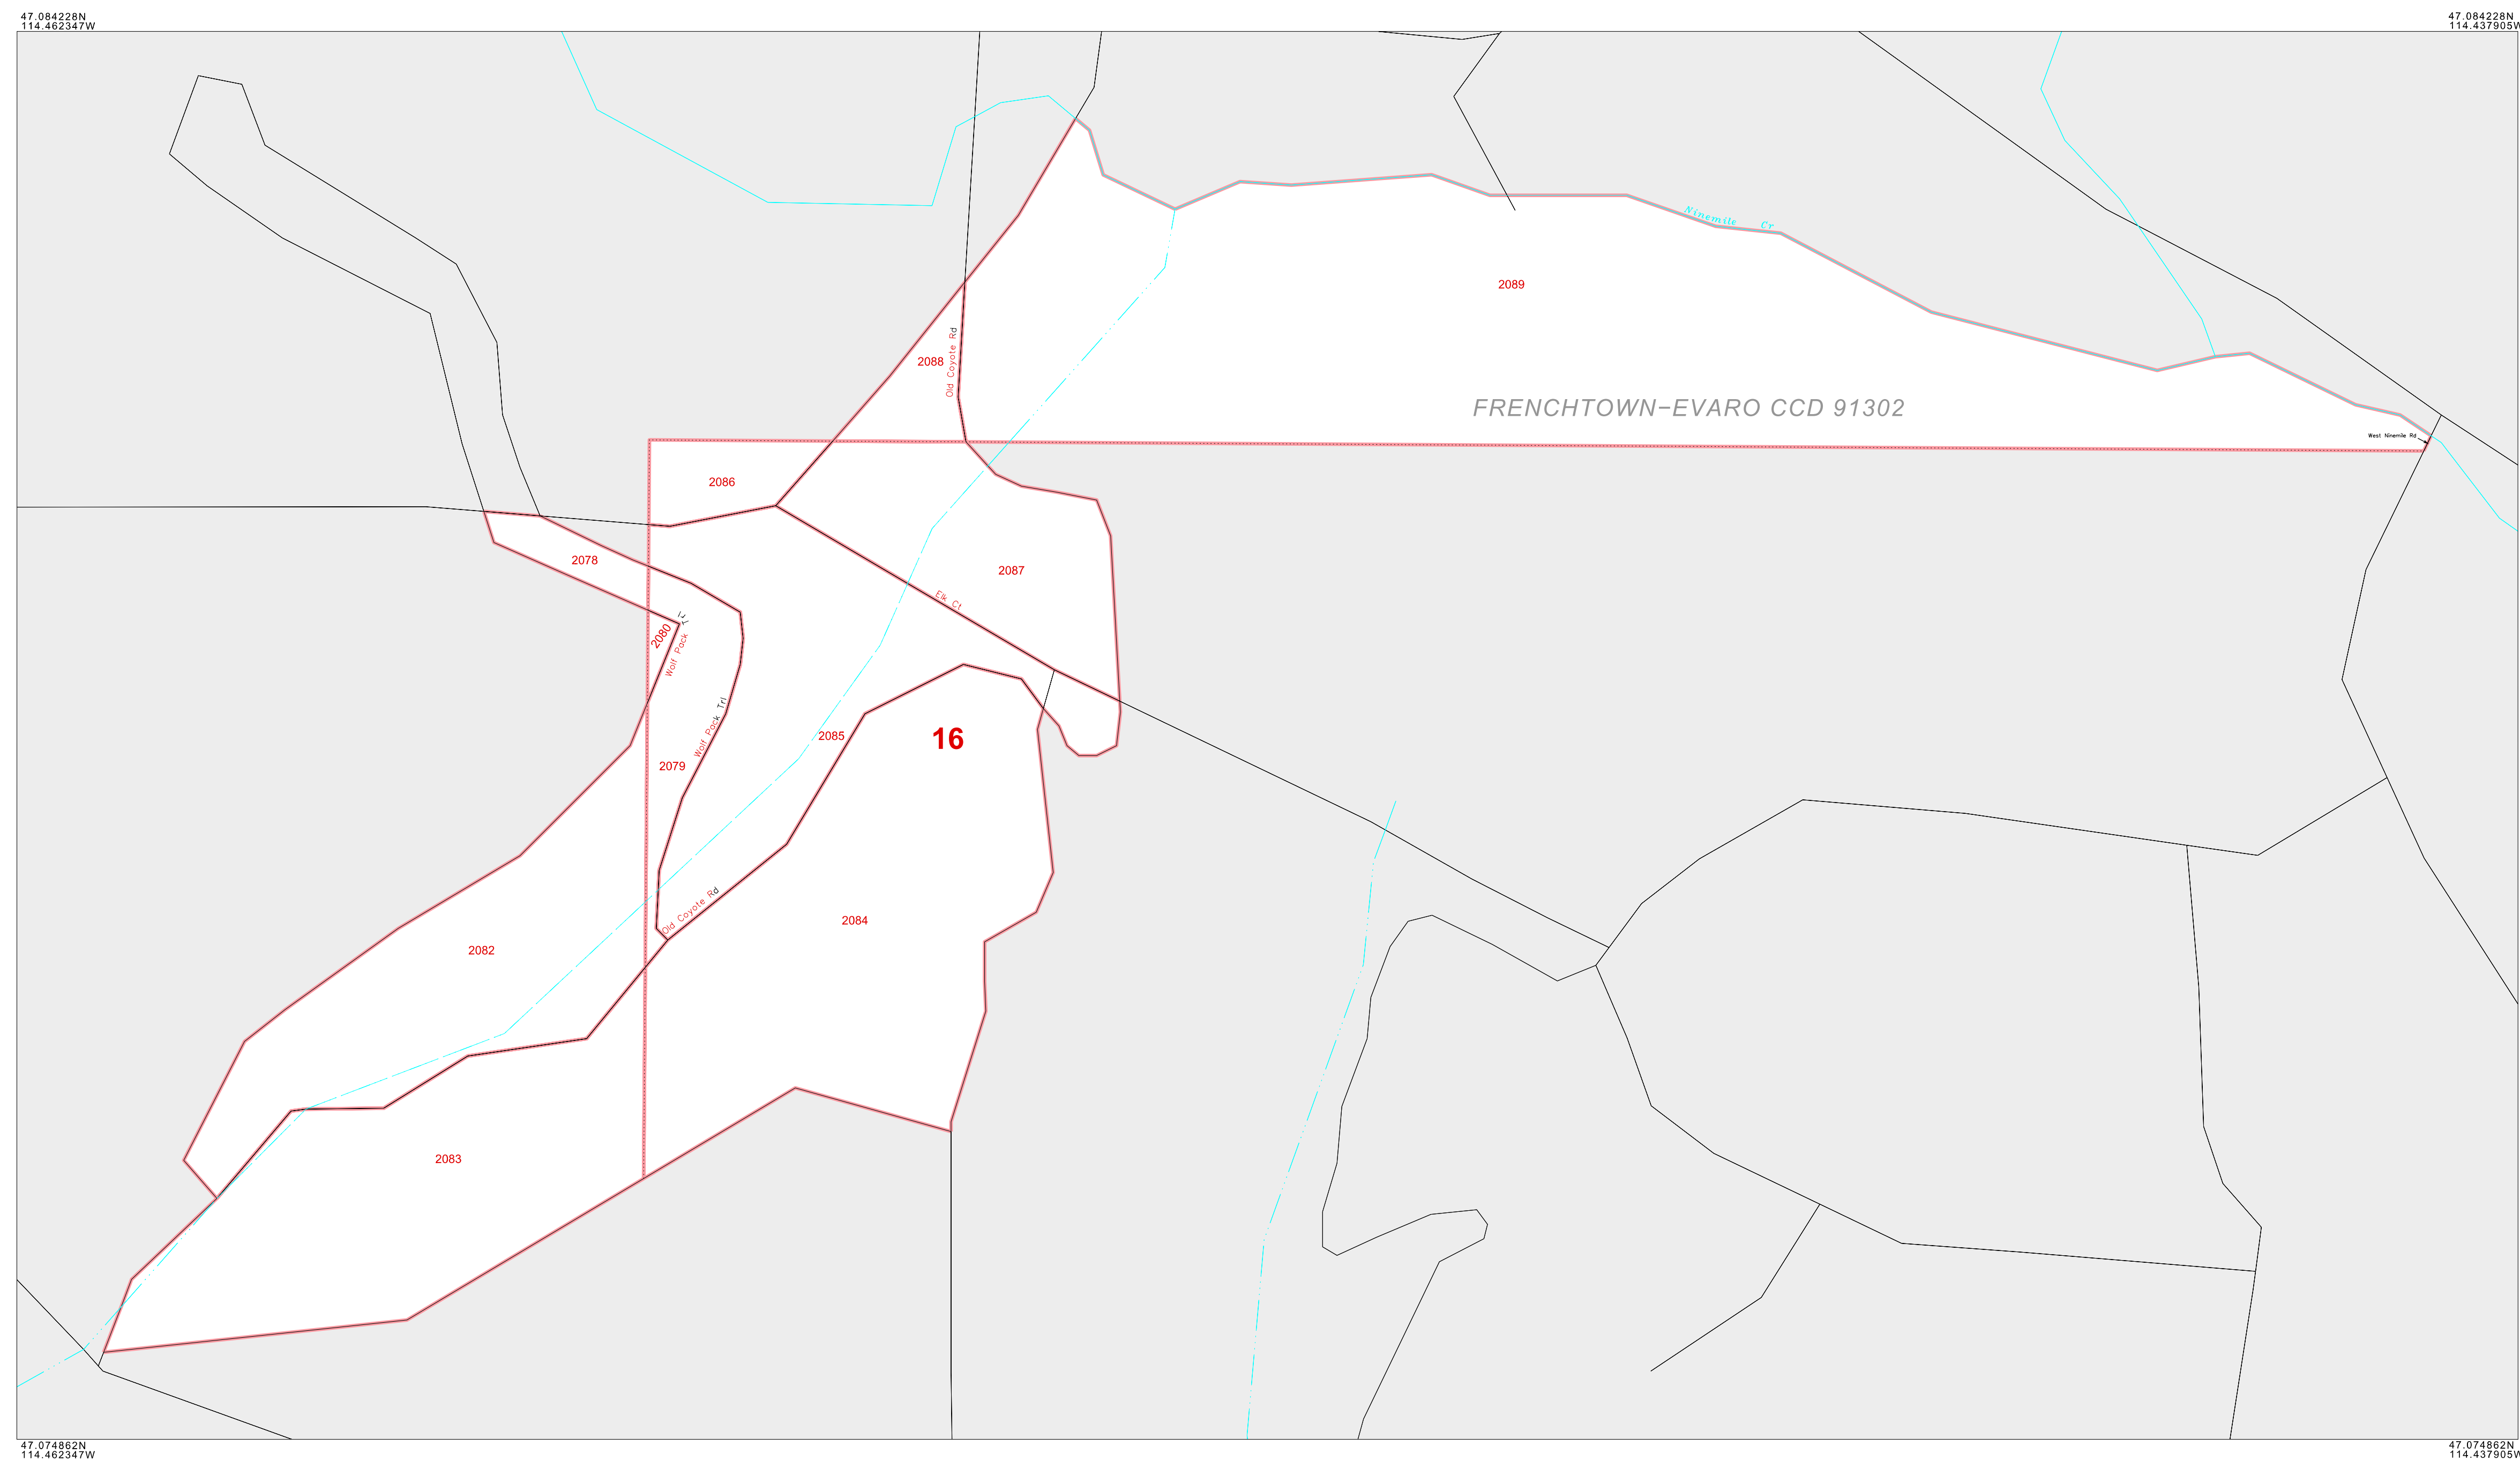 47.084228N
114.462347W
47.084228N
114.437905W
Ninemile Cr
2089
Old Coyote Rd
2088
FRENCHTOWN-EVARO CCD 91302
West Ninemile Rd
2086
2078
2087
Elk Ct
2080
Wolf Pack Trl
Wolf Pack Trl
2085
16
2079
Old Coyote Rd
2084
2082
2083
47.074862N
114.462347W
47.074862N
114.437905W